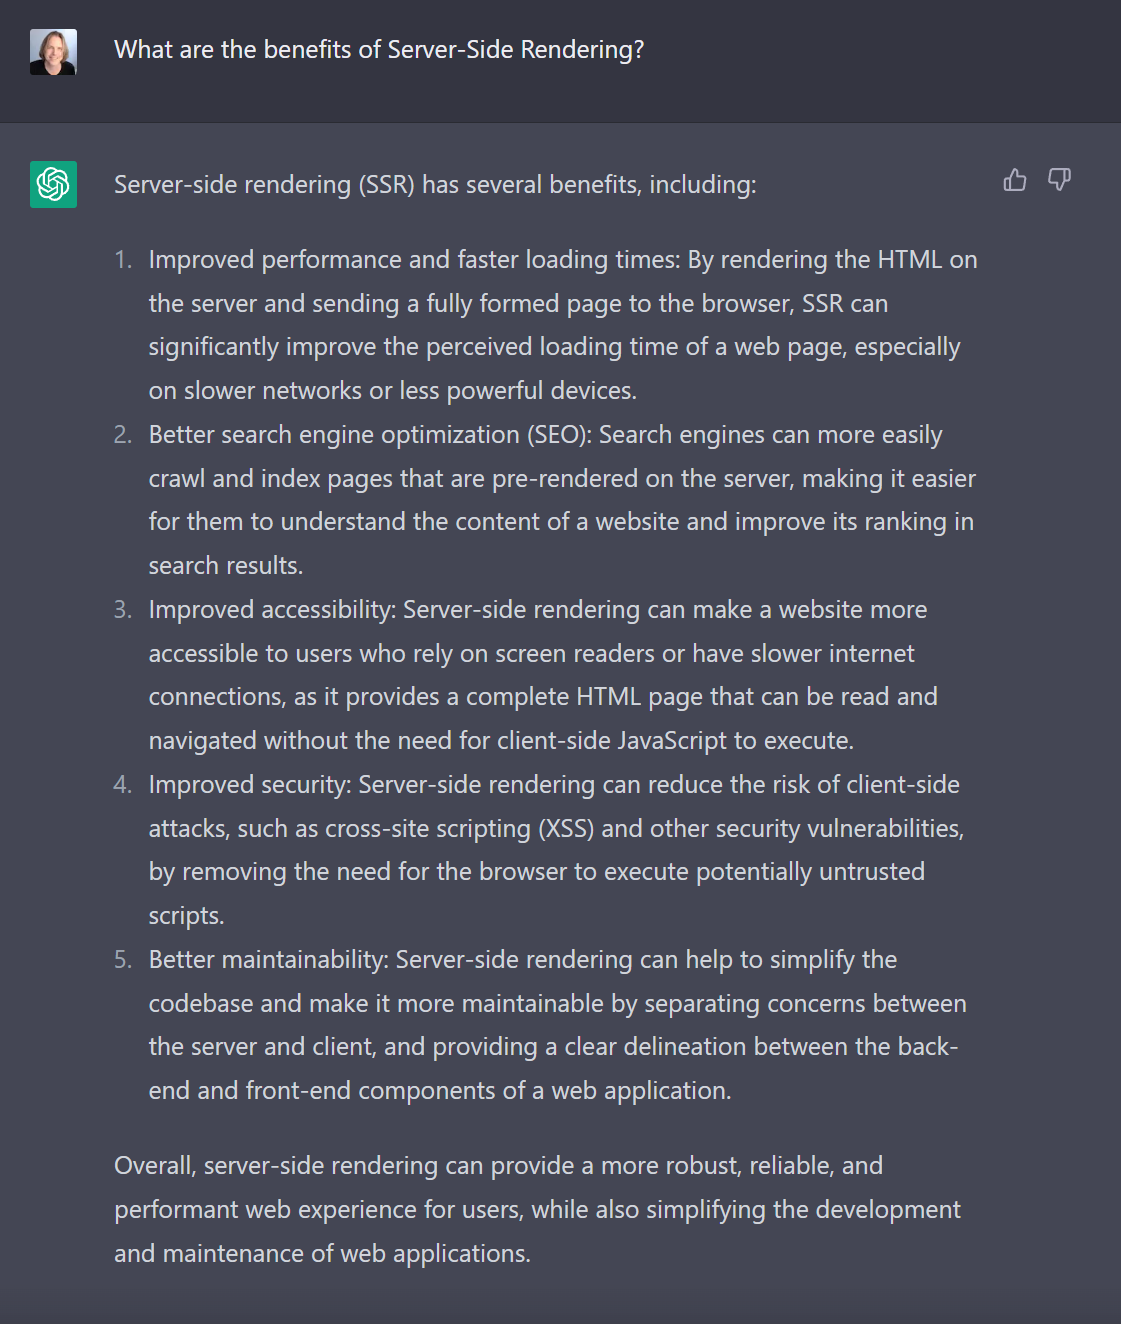 What are the benefits of Server-Side Rendering?
Server-side rendering (SSR) has several benefits, including:
1. Improved performance and faster loading times: By rendering the HTML on
the server and sending a fully formed page to the browser, SSR can
significantly improve the perceived loading time of a web page, especially
on slower networks or less powerful devices.
2. Better search engine optimization (SEO): Search engines can more easily
crawl and index pages that are pre-rendered on the server, making it easier
for them to understand the content of a website and improve its ranking in
search results.
3. Improved accessibility: Server-side rendering can make a website more
accessible to users who rely on screen readers or have slower internet
connections, as it provides a complete HTML page that can be read and
navigated without the need for client-side JavaScript to execute.
4. Improved security: Server-side rendering can reduce the risk of client-side
attacks, such as cross-site scripting (XSS) and other security vulnerabilities,
by removing the need for the browser to execute potentially untrusted
scripts.
5. Better maintainability: Server-side rendering can help to simplify the
codebase and make it more maintainable by separating concerns between
the server and client, and providing a clear delineation between the back-
end and front-end components of a web application.
Overall, server-side rendering can provide a more robust, reliable, and
performant web experience for users, while also simplifying the development
and maintenance of web applications.